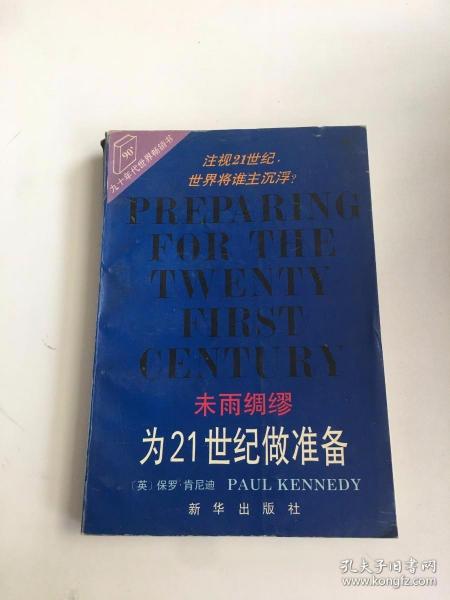 90'
九十年代世界畅销书
注视21世纪，
世界将谁主沉浮？
PREPARING
FOR THE
TWENTY
FIRST
CENTURY
未雨绸缪
为21世纪做准备
〔英〕保罗·肯尼迪 PAUL KENNEDY
新华出版社
孔夫子旧书网
www.kongfz.com